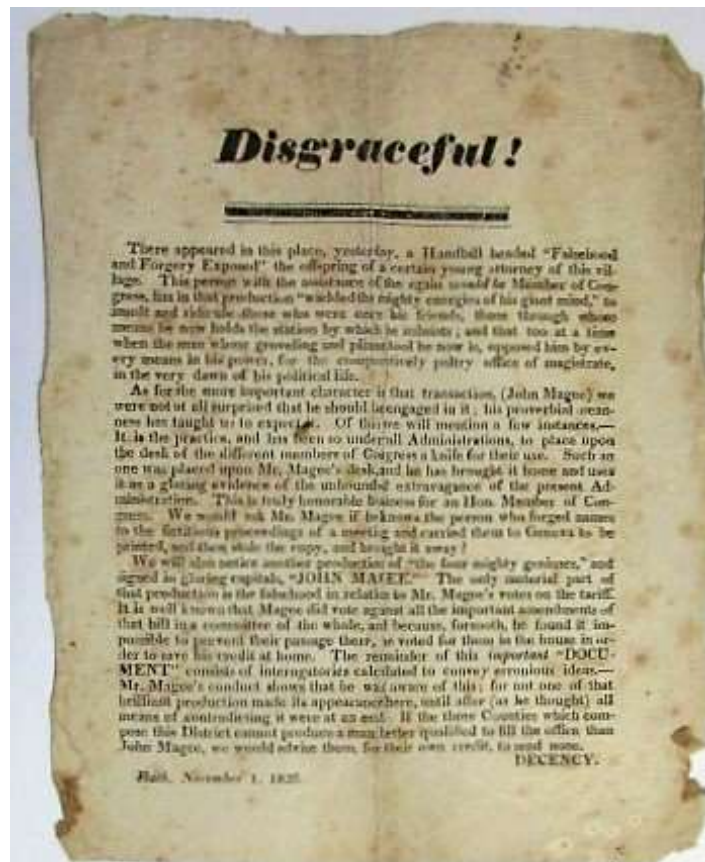 Disgraceful!
There appeared in this place, yesterday, a Handbill headed "Falsehood
and Forgery Exposed" the offspring of a certain young attorney of this vil-
lage. This person with the assistance of the again would be Member of Con-
gress, has in that production "wielded the mighty energies of his giant mind," to
insult and ridicule those who were once his friends, those through whose
means he now holds the station by which he subsists; and that too at a time
when the man whose groveling and pliant tool he now is, opposed him by ev-
ery means in his power, for the comparatively paltry office of magistrate,
in the very dawn of his political life.
As for the more important character is that transaction, (John Magee) we
were not at all surprised that he should be engaged in it; his proverbial mean-
ness has taught us to expect it. Of this we will mention a few instances.—
It is the practice, and has been so under all Administrations, to place upon
the desk of the different members of Congress a knife for their use. Such an
one was placed upon Mr. Magee's desk, and he has brought it home and uses
it as a glaring evidence of the unbounded extravagance of the present Ad-
ministration. This is truly honorable business for an Hon. Member of Con-
gress. We would ask Mr. Magee if he knows the person who forged names
to the fictitious proceedings of a meeting and carried them to Geneva to be
printed, and then stole the copy, and brought it away?
We will also notice another production of "the four mighty geniuses," and
signed in glaring capitals, "JOHN MAGEE." The only material part of
that production is the falsehood in relation to Mr. Magee's votes on the tariff.
It is well known that Magee did vote against all the important amendments of
that bill in a committee of the whole, and because, forsooth, he found it im-
possible to prevent their passage there, he voted for them in the house in or-
der to save his credit at home. The remainder of this important "DOCU-
MENT" consists of interrogatories calculated to convey erronious ideas.—
Mr. Magee's conduct shows that he was aware of this; for not one of that
brilliant production made its appearance here, until after (as he thought) all
means of contradicting it were at an end. If the three Counties which com-
pose this District cannot produce a man better qualified to fill the office than
John Magee, we would advise them, for their own credit, to send none.
DECENCY.
Bath, November 1,